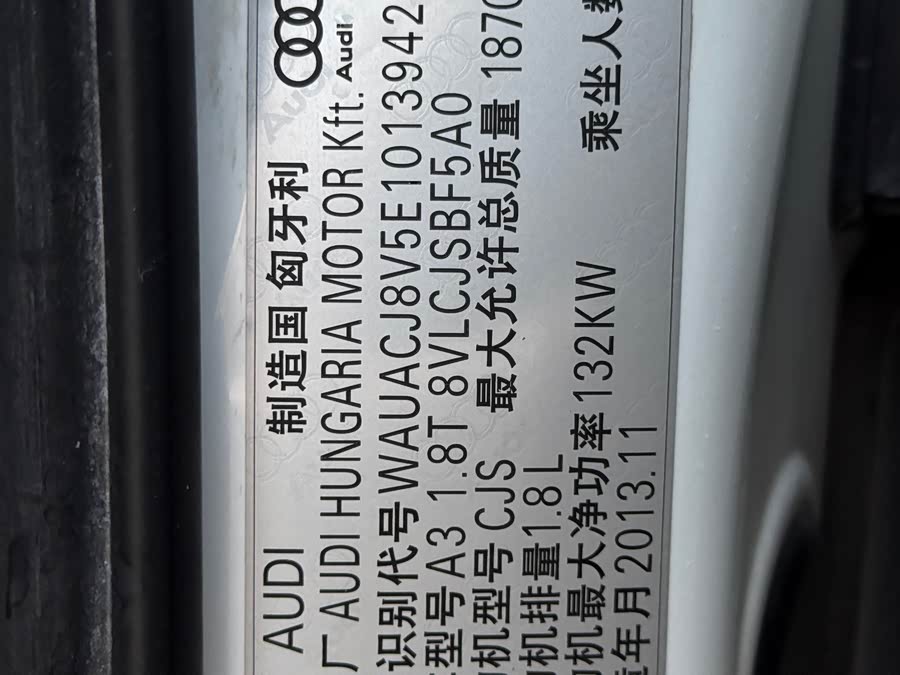 AUDI 制造国 匈牙利
Audi
厂 AUDI HUNGARIA MOTOR Kft.
识别代号 WAUACJ8V5E1013942
型号 A3 1.8T 8VLCJSBF5A0
机型号 CJS 最大允许总质量 1870
机排量 1.8L
机最大净功率 132KW 乘坐人数
年月 2013.11